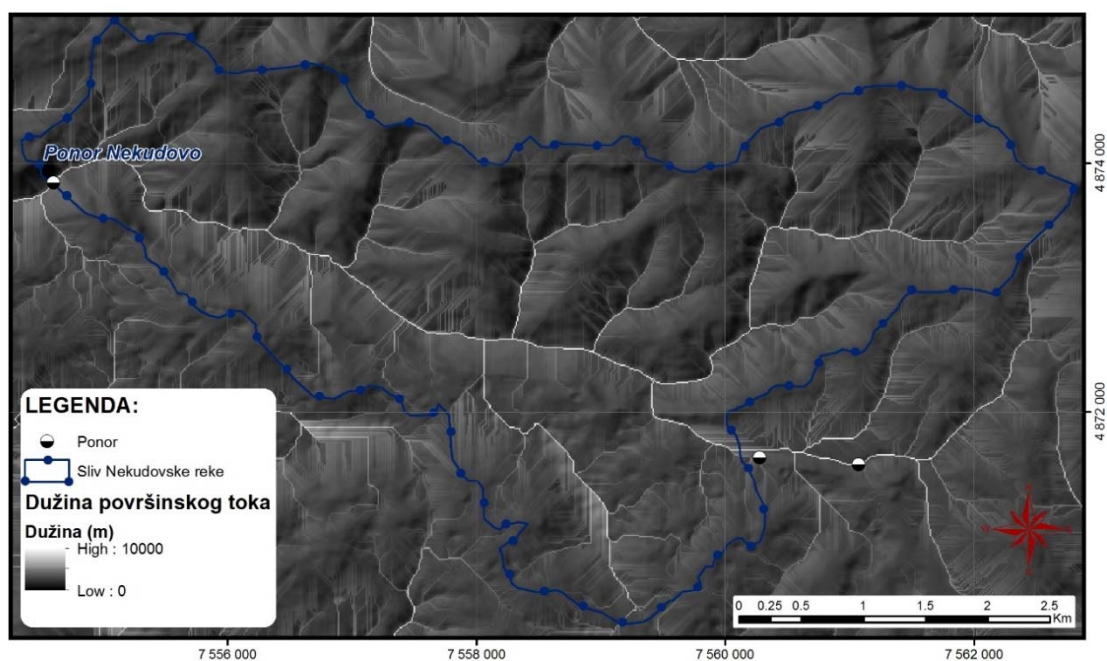 Ponor Nekudovo
4 874 000
4 872 000
LEGENDA:
Ponor
Sliv Nekudovske reke
Dužina površinskog toka
Dužina (m)
High : 10000
Low : 0
0 0.25 0.5 1 1.5 2 2.5
Km
7 556 000 7 558 000 7 560 000 7 562 000